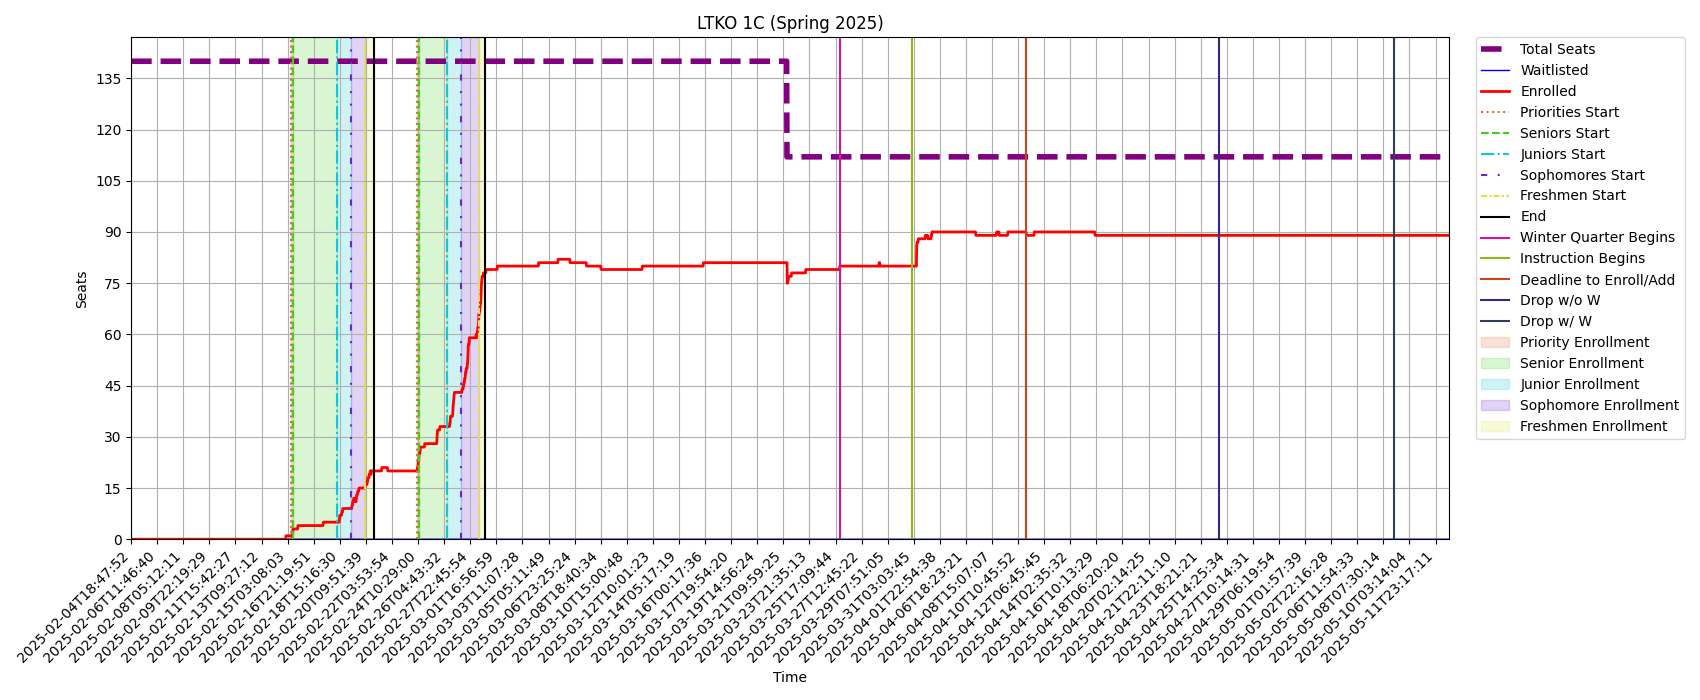 LTKO 1C (Spring 2025)
Seats
135
120
105
90
75
60
45
30
15
0
2025-02-04T18:47:52
2025-02-06T11:46:40
2025-02-08T05:12:11
2025-02-09T22:19:29
2025-02-11T15:42:27
2025-02-13T09:27:12
2025-02-15T03:08:03
2025-02-16T21:19:51
2025-02-18T15:16:30
2025-02-20T09:51:39
2025-02-22T03:53:54
2025-02-24T10:29:00
2025-02-26T04:43:32
2025-02-27T22:45:54
2025-03-01T16:56:59
2025-03-03T11:07:28
2025-03-05T05:11:49
2025-03-06T23:25:24
2025-03-08T18:40:34
2025-03-10T15:00:48
2025-03-12T10:01:23
2025-03-14T05:17:19
2025-03-16T00:17:36
2025-03-17T19:54:20
2025-03-19T14:56:24
2025-03-21T09:59:25
2025-03-23T21:35:13
2025-03-25T17:09:44
2025-03-27T12:45:22
2025-03-29T07:51:05
2025-03-31T03:03:45
2025-04-01T22:54:38
2025-04-06T18:23:21
2025-04-08T15:07:07
2025-04-10T10:45:52
2025-04-12T06:45:45
2025-04-14T02:35:32
2025-04-16T10:13:29
2025-04-18T06:20:20
2025-04-20T02:14:25
2025-04-21T22:11:10
2025-04-23T18:21:21
2025-04-25T14:25:34
2025-04-27T10:14:31
2025-04-29T06:19:54
2025-05-01T01:57:39
2025-05-02T22:16:28
2025-05-06T11:54:33
2025-05-08T07:30:14
2025-05-10T03:14:04
2025-05-11T23:17:11
Time
Total Seats
Waitlisted
Enrolled
Priorities Start
Seniors Start
Juniors Start
Sophomores Start
Freshmen Start
End
Winter Quarter Begins
Instruction Begins
Deadline to Enroll/Add
Drop w/o W
Drop w/ W
Priority Enrollment
Senior Enrollment
Junior Enrollment
Sophomore Enrollment
Freshmen Enrollment